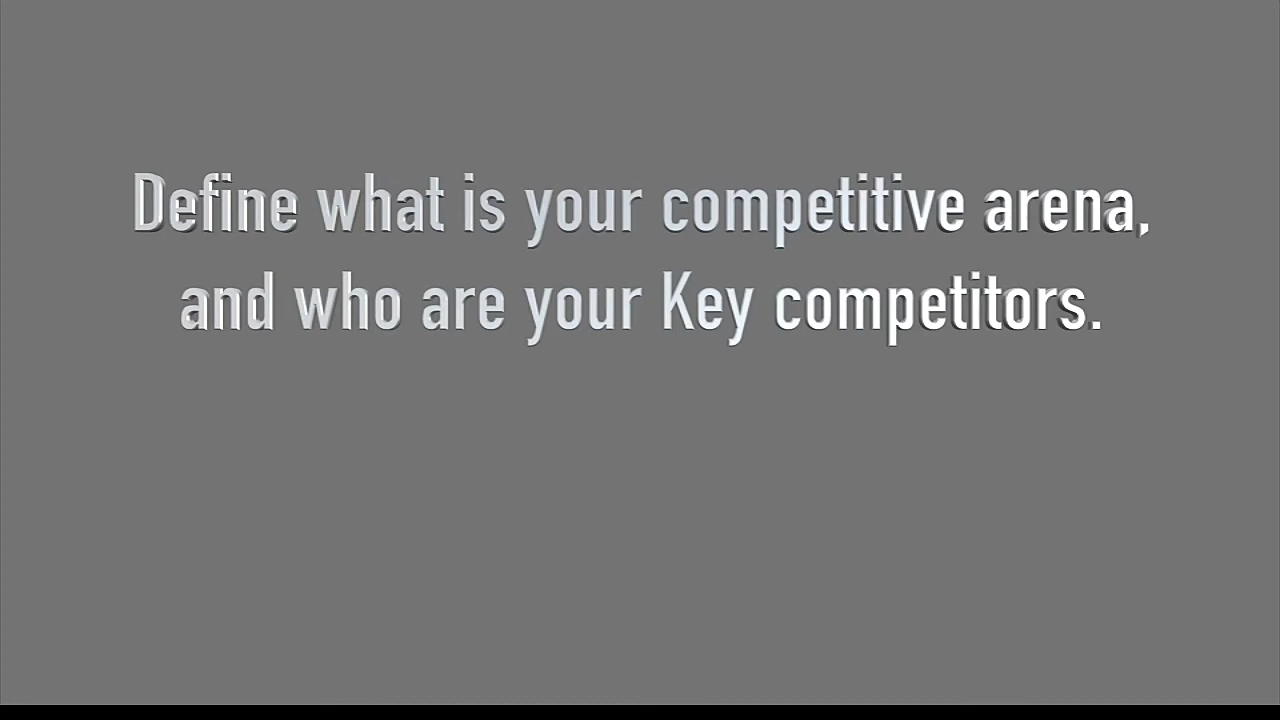 Define what is your competitive arena,
and who are your Key competitors.